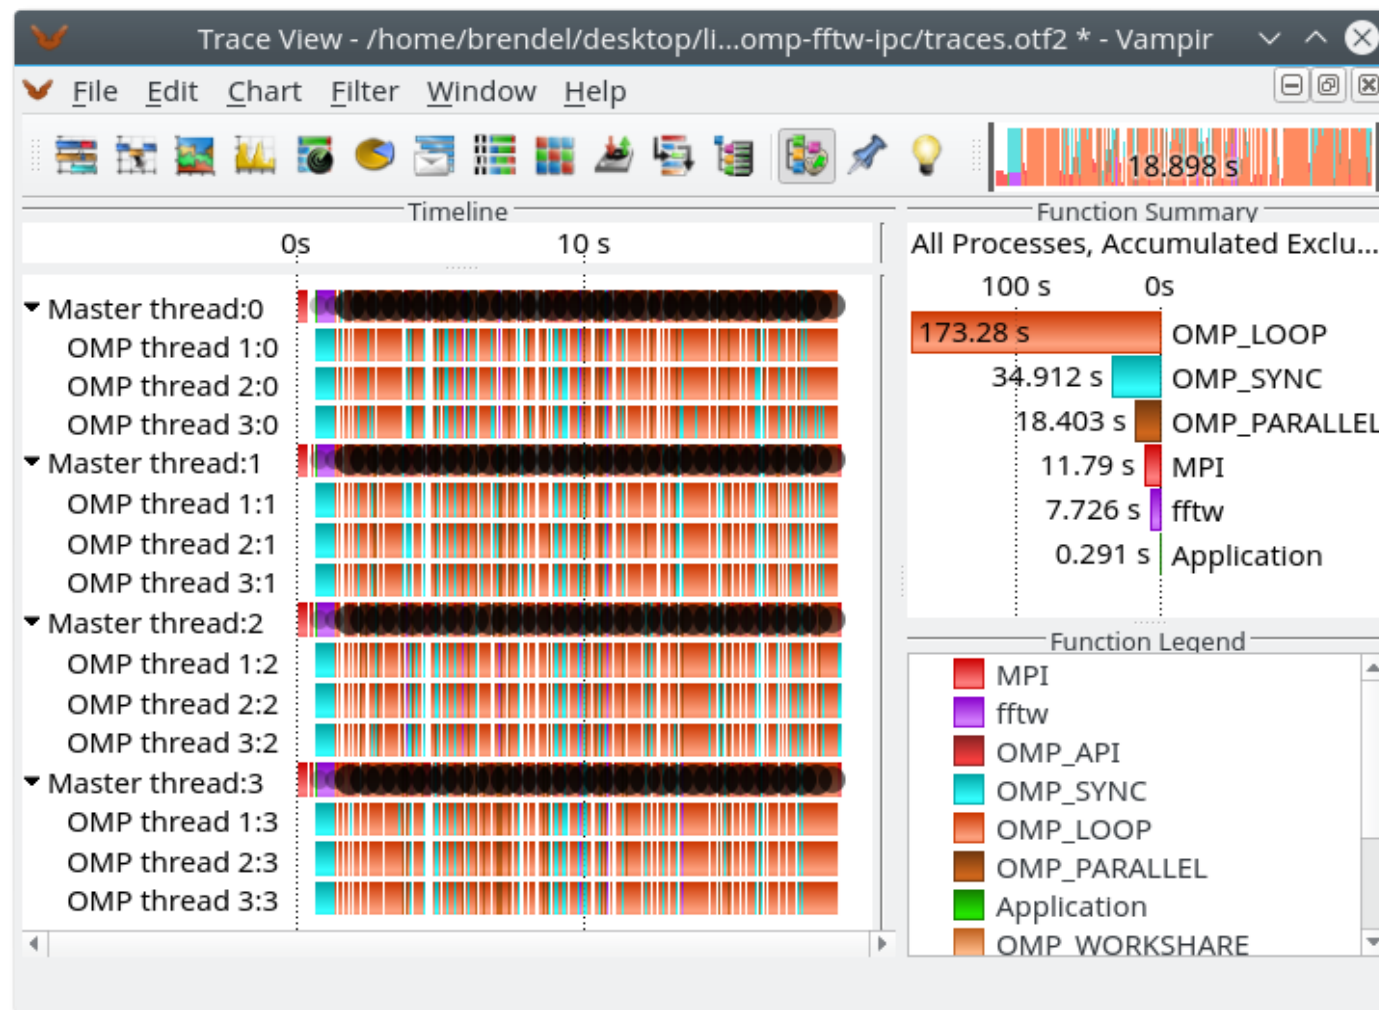 Trace View - /home/brendel/desktop/li...omp-fftw-ipc/traces.otf2 * - Vampir
File Edit Chart Filter Window Help
18.898 s
Timeline
0s 10 s
Master thread:0
OMP thread 1:0
OMP thread 2:0
OMP thread 3:0
Master thread:1
OMP thread 1:1
OMP thread 2:1
OMP thread 3:1
Master thread:2
OMP thread 1:2
OMP thread 2:2
OMP thread 3:2
Master thread:3
OMP thread 1:3
OMP thread 2:3
OMP thread 3:3
Function Summary
All Processes, Accumulated Exclu...
100 s 0s
173.28 s OMP_LOOP
34.912 s OMP_SYNC
18.403 s OMP_PARALLEL
11.79 s MPI
7.726 s fftw
0.291 s Application
Function Legend
MPI
fftw
OMP_API
OMP_SYNC
OMP_LOOP
OMP_PARALLEL
Application
OMP_WORKSHARE